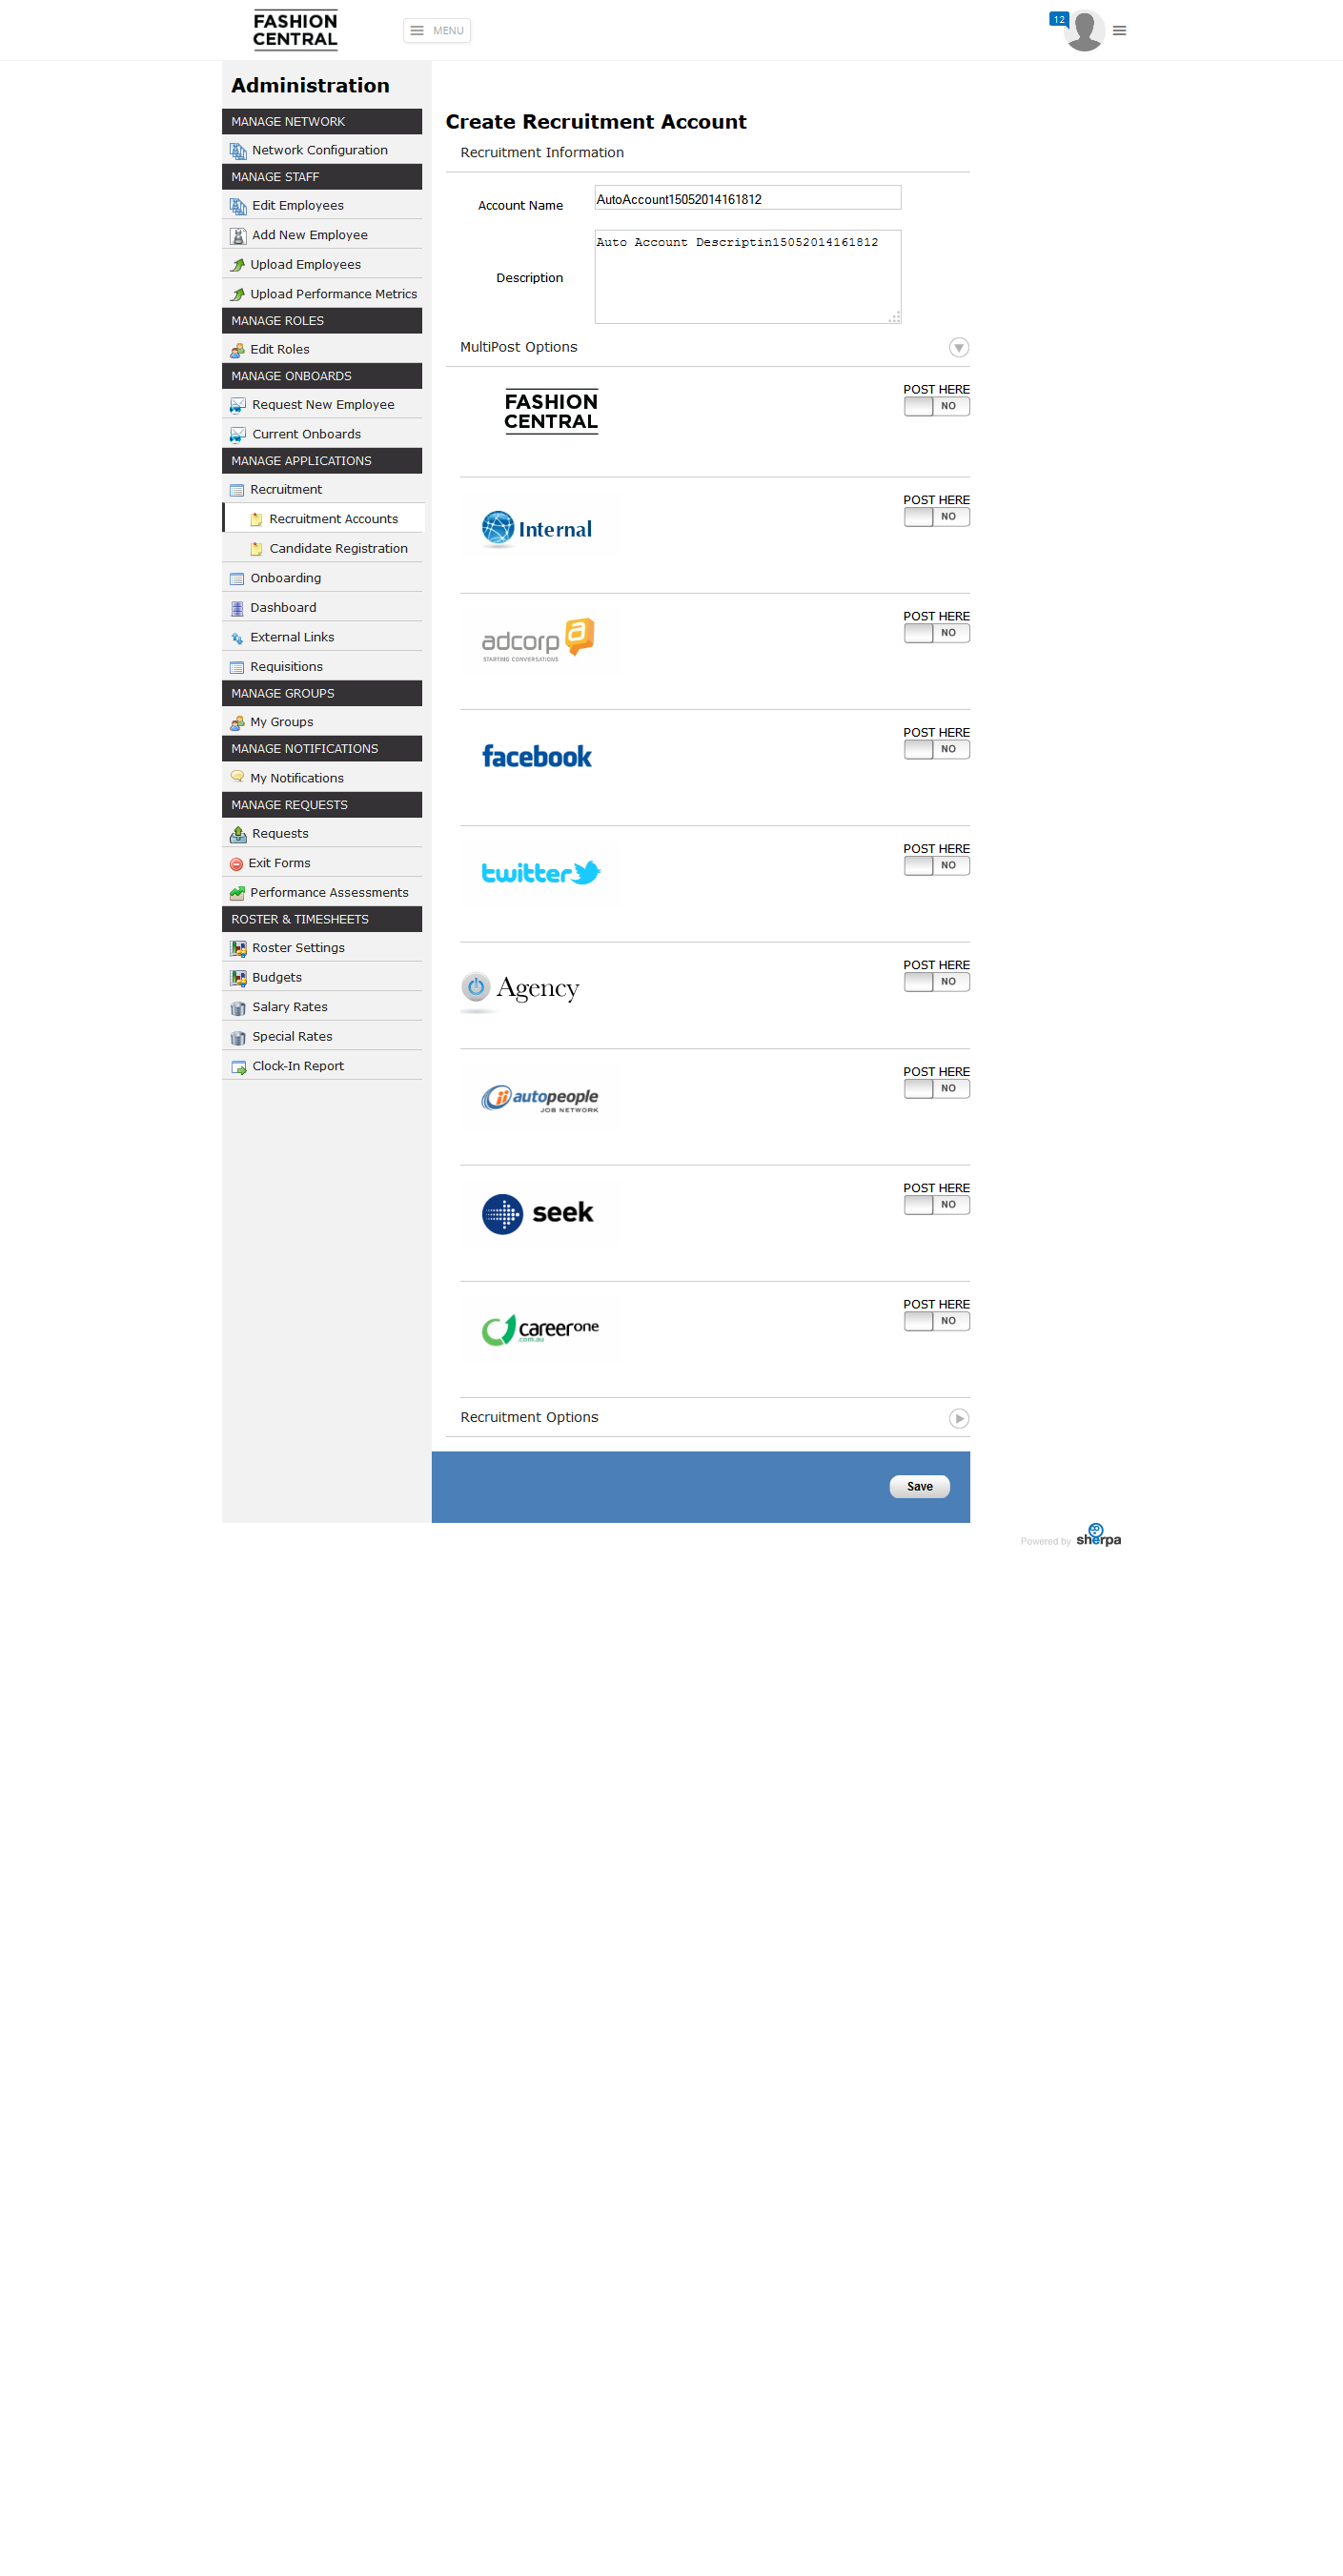 FASHION
CENTRAL
MENU
12
Administration
MANAGE NETWORK
Network Configuration
MANAGE STAFF
Edit Employees
Add New Employee
Upload Employees
Upload Performance Metrics
MANAGE ROLES
Edit Roles
MANAGE ONBOARDS
Request New Employee
Current Onboards
MANAGE APPLICATIONS
Recruitment
Recruitment Accounts
Candidate Registration
Onboarding
Dashboard
External Links
Requisitions
MANAGE GROUPS
My Groups
MANAGE NOTIFICATIONS
My Notifications
MANAGE REQUESTS
Requests
Exit Forms
Performance Assessments
ROSTER & TIMESHEETS
Roster Settings
Budgets
Salary Rates
Special Rates
Clock-In Report
Create Recruitment Account
Recruitment Information
Account Name
AutoAccount15052014161812
Description
Auto Account Descriptin15052014161812
MultiPost Options
FASHION
CENTRAL
POST HERE
NO
Internal
POST HERE
NO
adcorp a
STARTING CONVERSATIONS
POST HERE
NO
facebook
POST HERE
NO
twitter
POST HERE
NO
Agency
POST HERE
NO
autopeople
JOB NETWORK
POST HERE
NO
seek
POST HERE
NO
careerone
com.au
POST HERE
NO
Recruitment Options
Save
Powered by sherpa